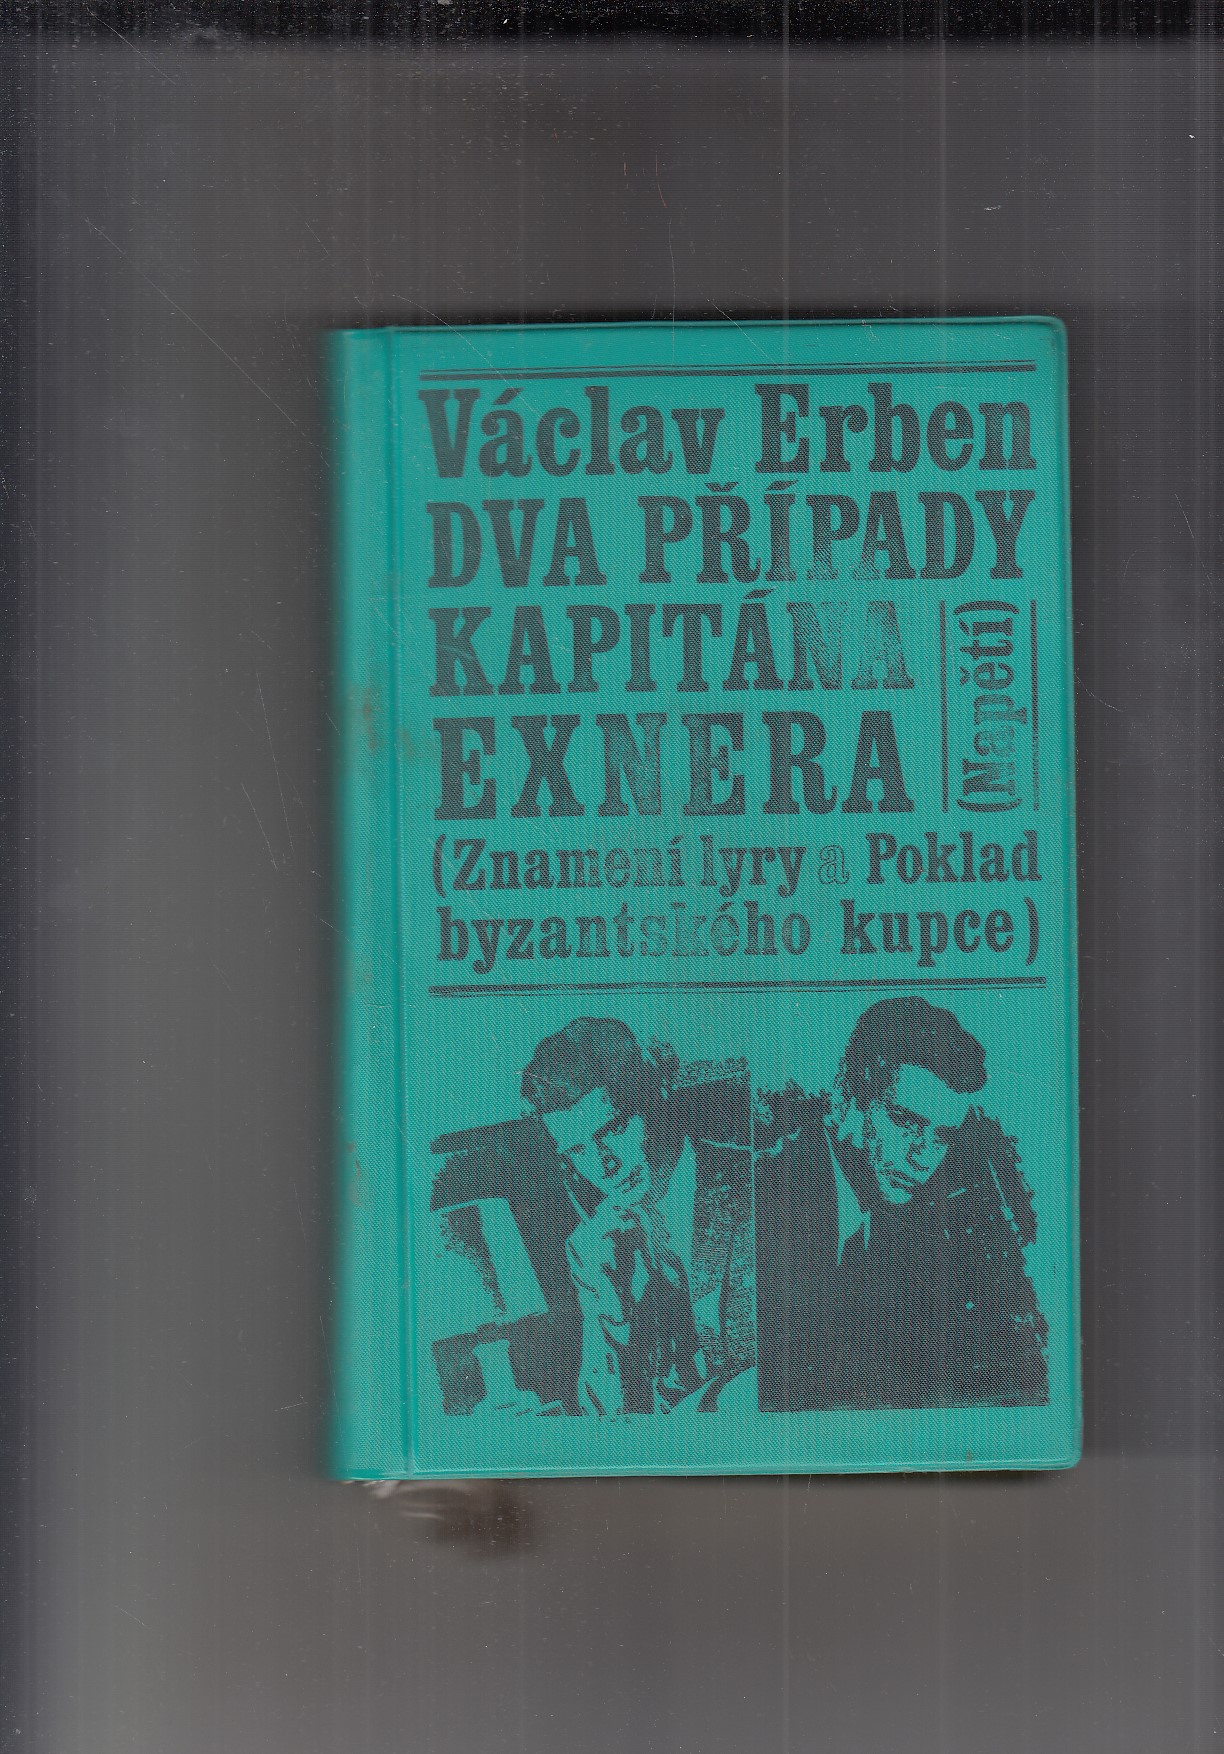 Václav Erben
DVA PŘÍPADY
KAPITÁNA
EXNERA
(Napětí)
(Znamení lyry a Poklad
byzantského kupce)